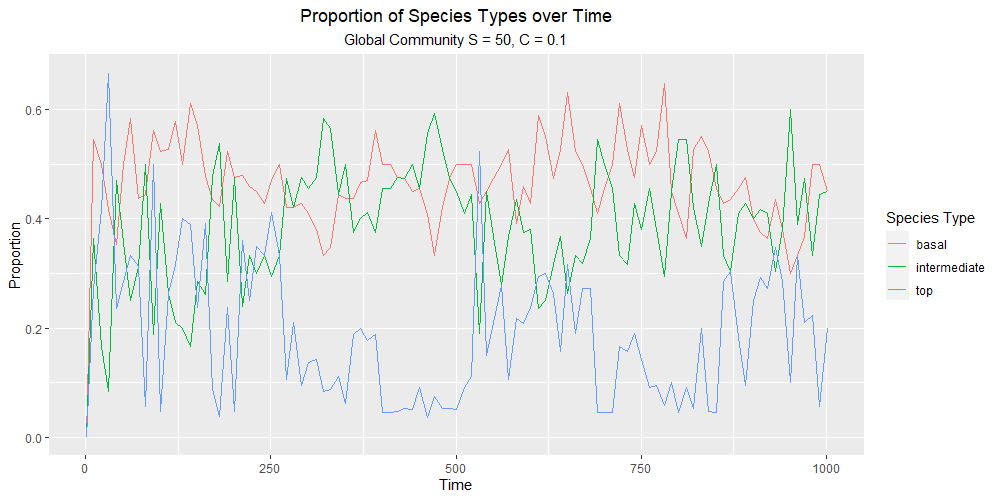 Proportion of Species Types over Time
Global Community S = 50, C = 0.1
Proportion
0.6
0.4
0.2
0.0
0
250
500
750
1000
Time
Species Type
basal
intermediate
top